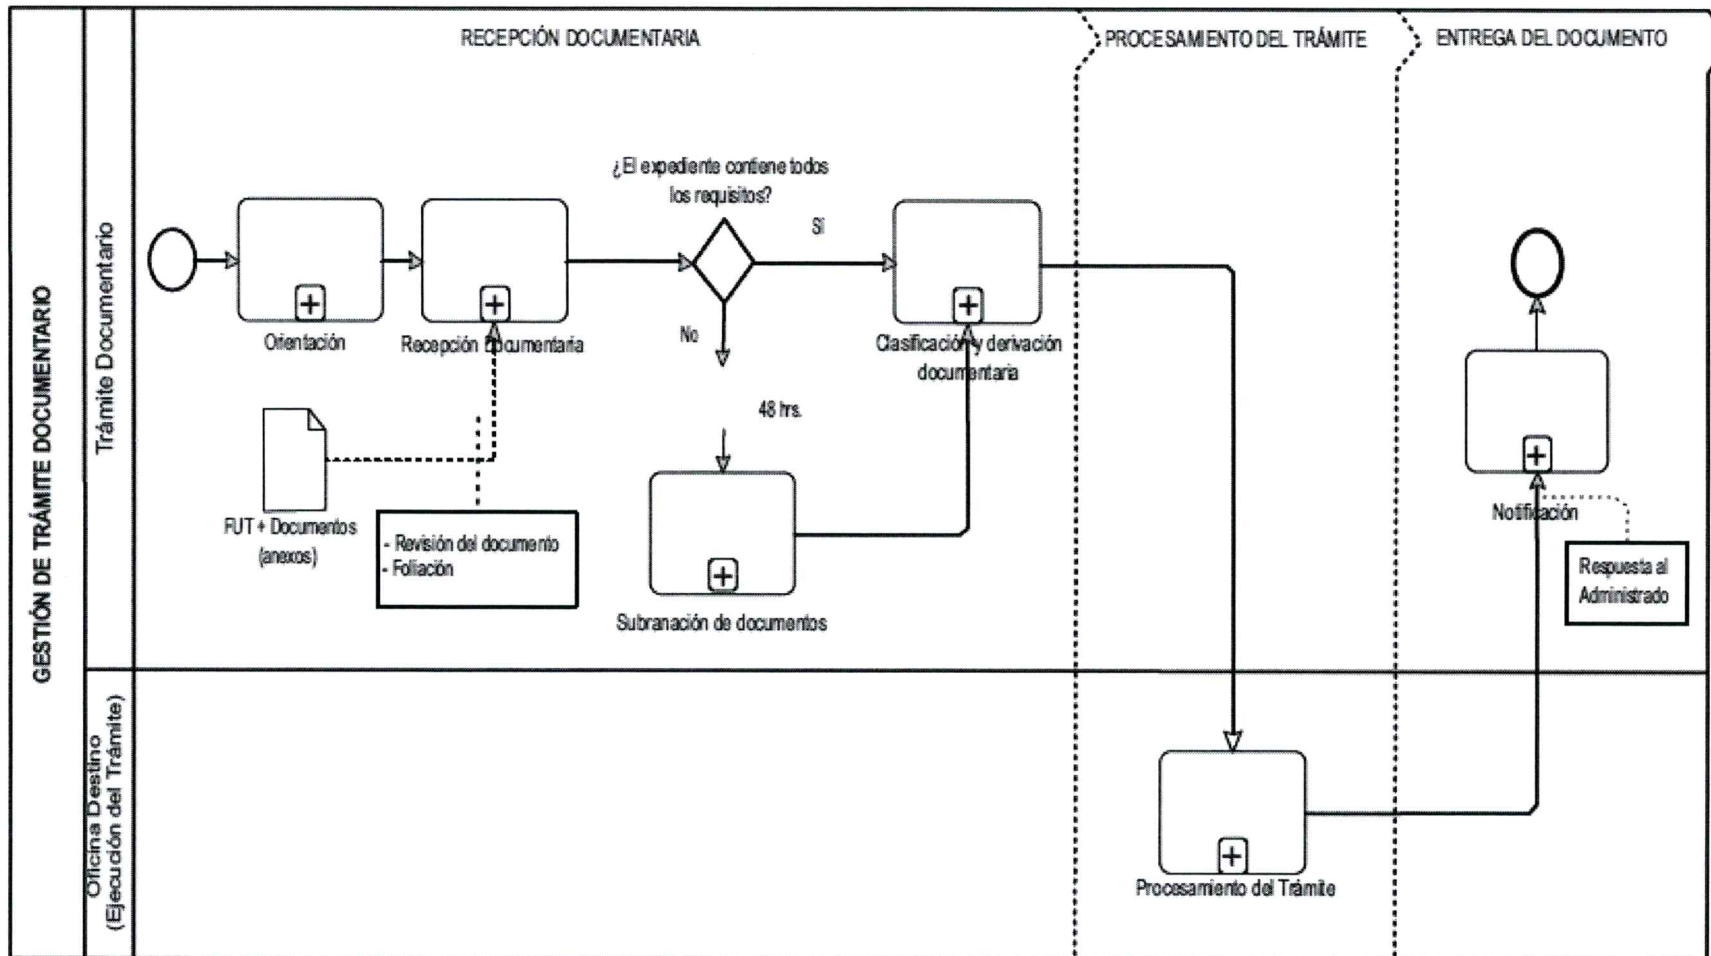 RECEPCIÓN DOCUMENTARIA
PROCESAMIENTO DEL TRÁMITE
ENTREGA DEL DOCUMENTO
GESTIÓN DE TRÁMITE DOCUMENTARIO
Trámite Documentario
¿El expediente contiene todos
los requisitos?
Sí
No
Orientación
Recepción Documentaria
Clasificación y derivación
documentaria
48 hrs.
FUT + Documentos
(anexos)
- Revisión del documento
- Foliación
Subranación de documentos
Notificación
Respuesta al
Administrado
Oficina Destino
(Ejecución del Trámite)
Procesamiento del Trámite